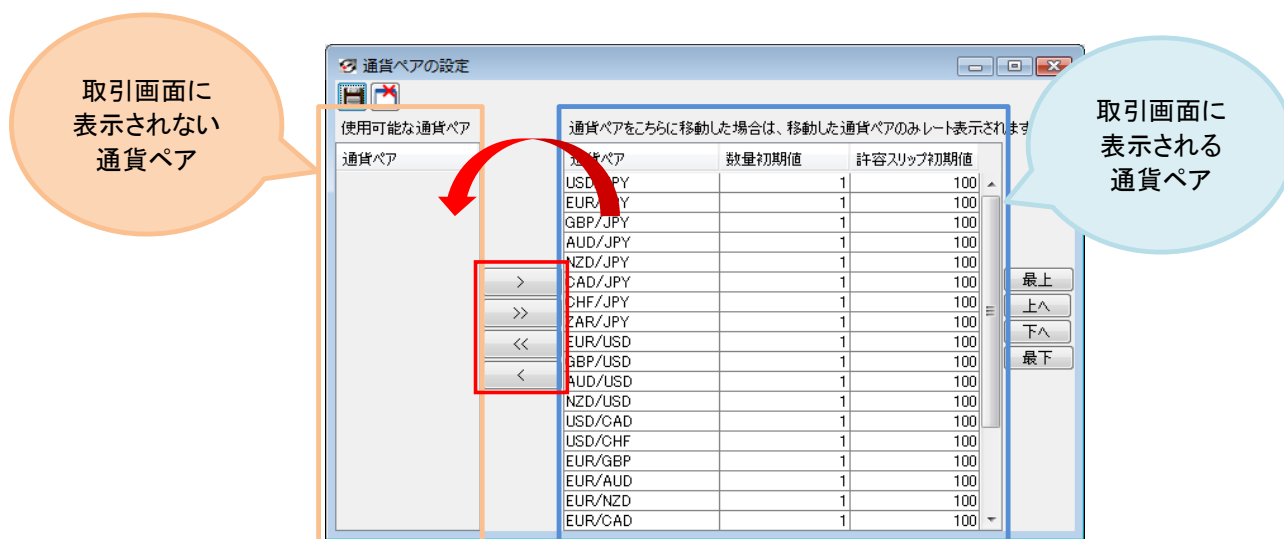 取引画面に
表示されない
通貨ペア
通貨ペアの設定
取引画面に
表示される
通貨ペア
使用可能な通貨ペア
通貨ペアをこちらに移動した場合は、移動した通貨ペアのみレート表示されます
通貨ペア
通貨ペア 数量初期値 許容スリップ初期値
USD/JPY 1 100
EUR/JPY 1 100
GBP/JPY 1 100
AUD/JPY 1 100
NZD/JPY 1 100
CAD/JPY 1 100
CHF/JPY 1 100
ZAR/JPY 1 100
EUR/USD 1 100
GBP/USD 1 100
AUD/USD 1 100
NZD/USD 1 100
USD/CAD 1 100
USD/CHF 1 100
EUR/GBP 1 100
EUR/AUD 1 100
EUR/NZD 1 100
EUR/CAD 1 100
>
>>
<<
<
最上
上へ
下へ
最下